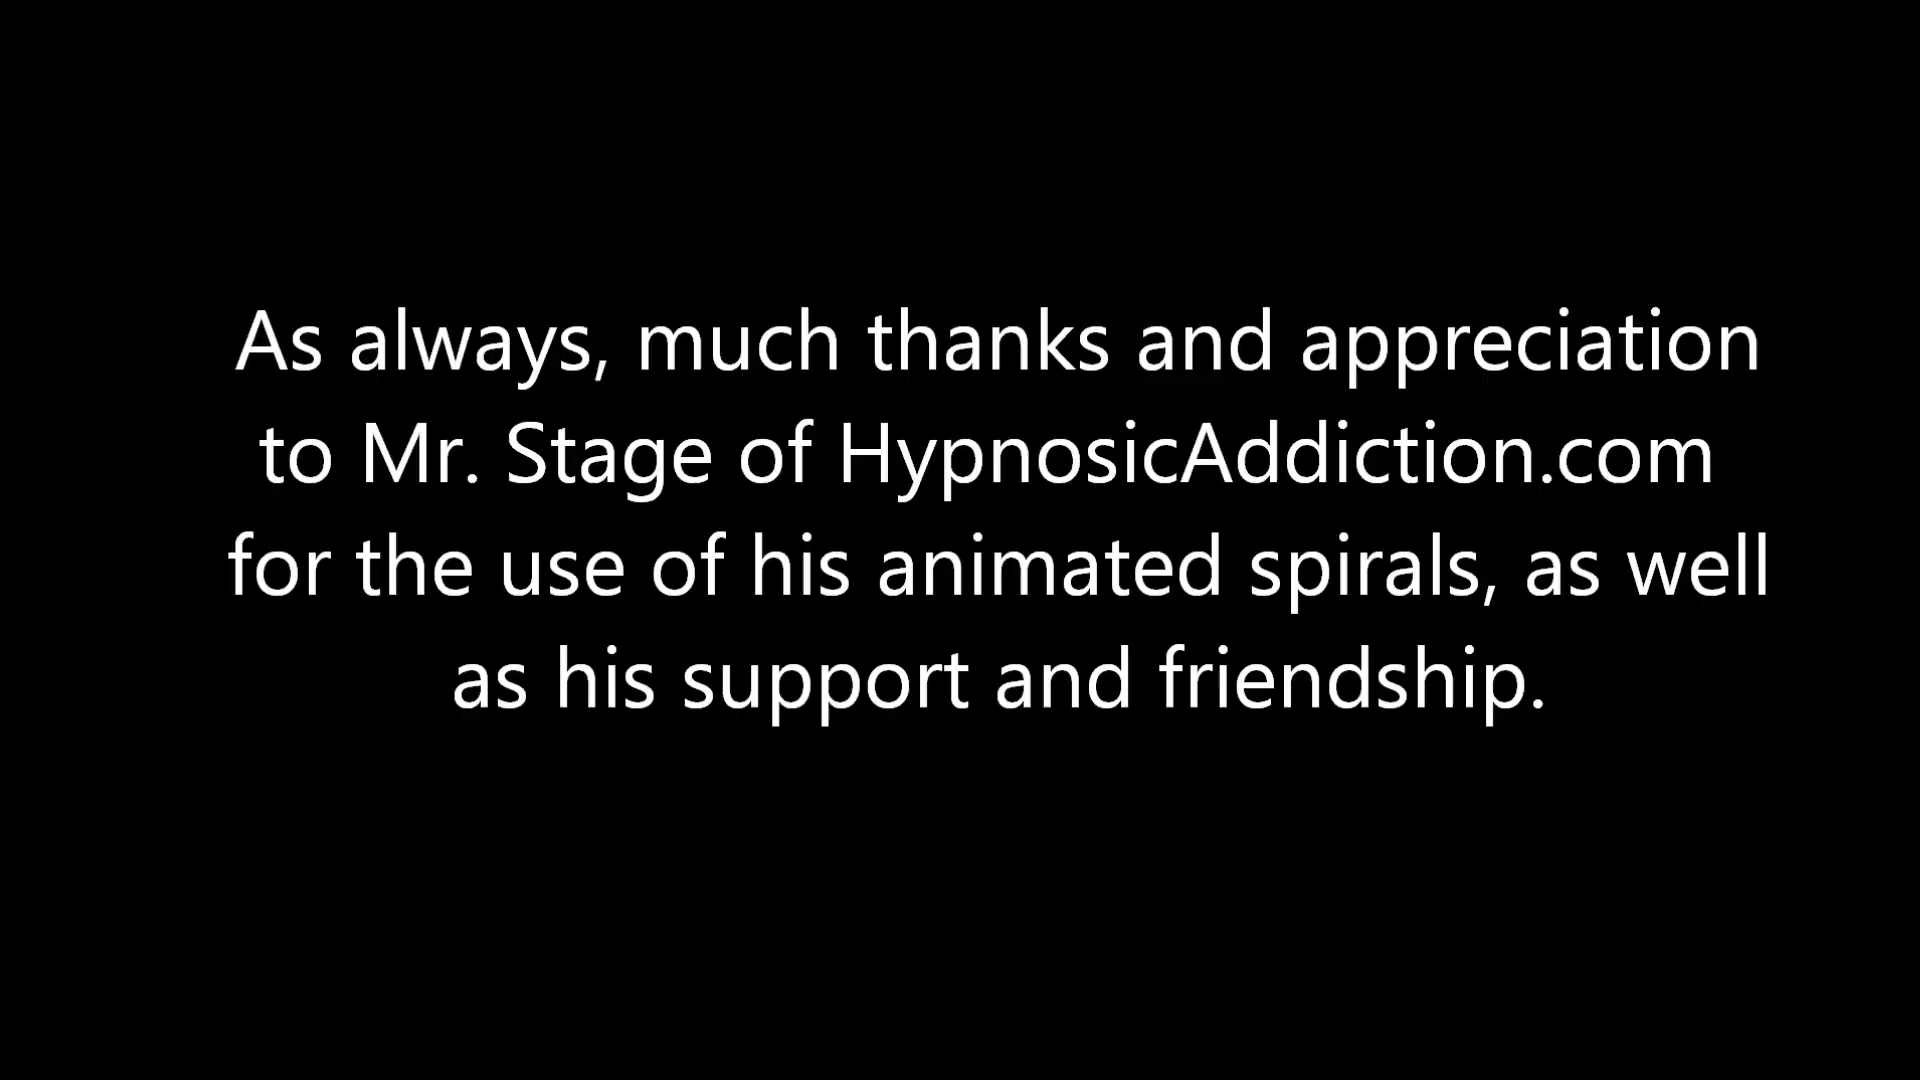 As always, much thanks and appreciation
to Mr. Stage of HypnosicAddiction.com
for the use of his animated spirals, as well
as his support and friendship.